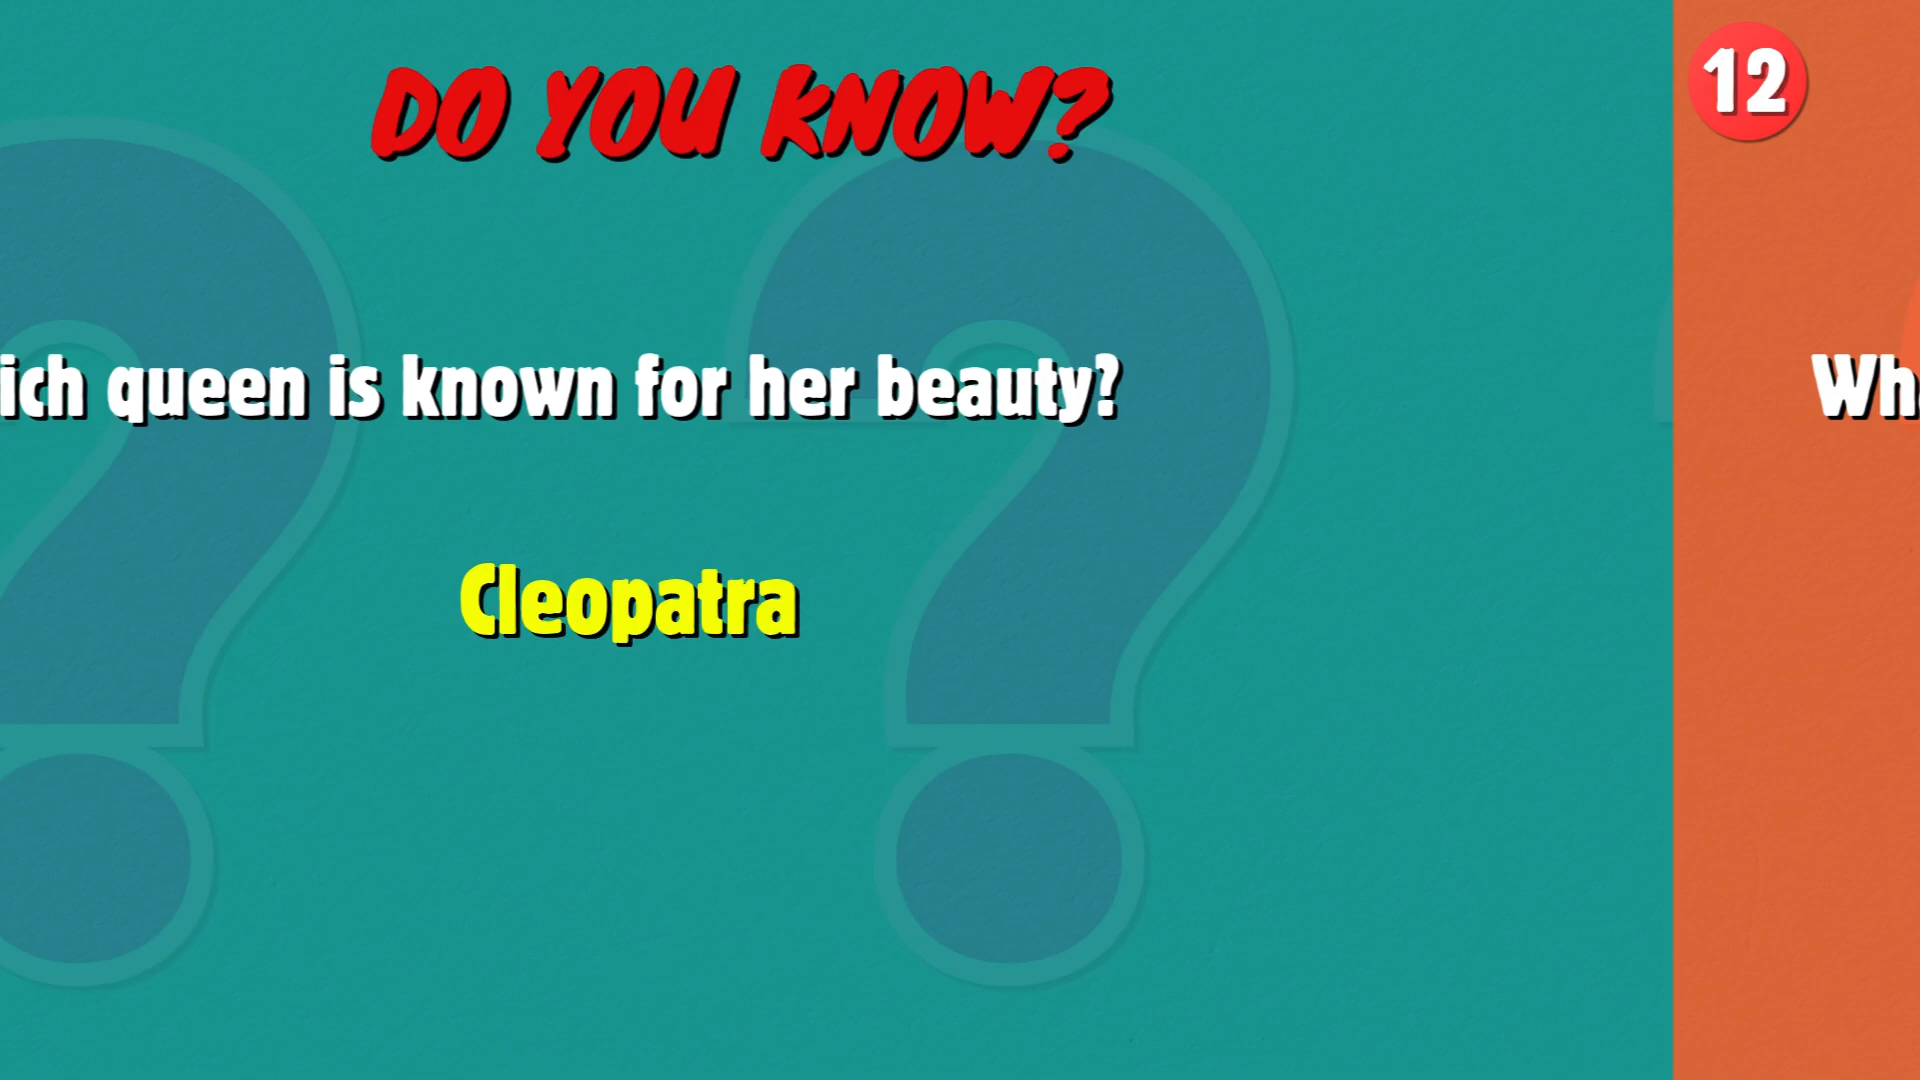 DO YOU KNOW?
ich queen is known for her beauty?
Cleopatra
12
Wh